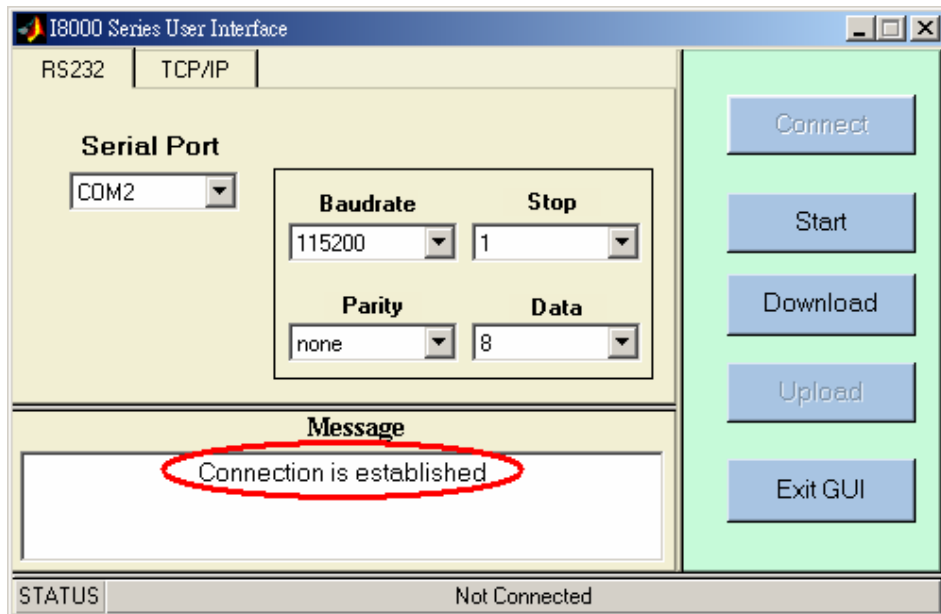 I8000 Series User Interface
RS232 TCP/IP
Connect
Serial Port
COM2
Baudrate Stop
115200 1
Parity Data
none 8
Start
Download
Upload
Exit GUI
Message
Connection is established
STATUS Not Connected